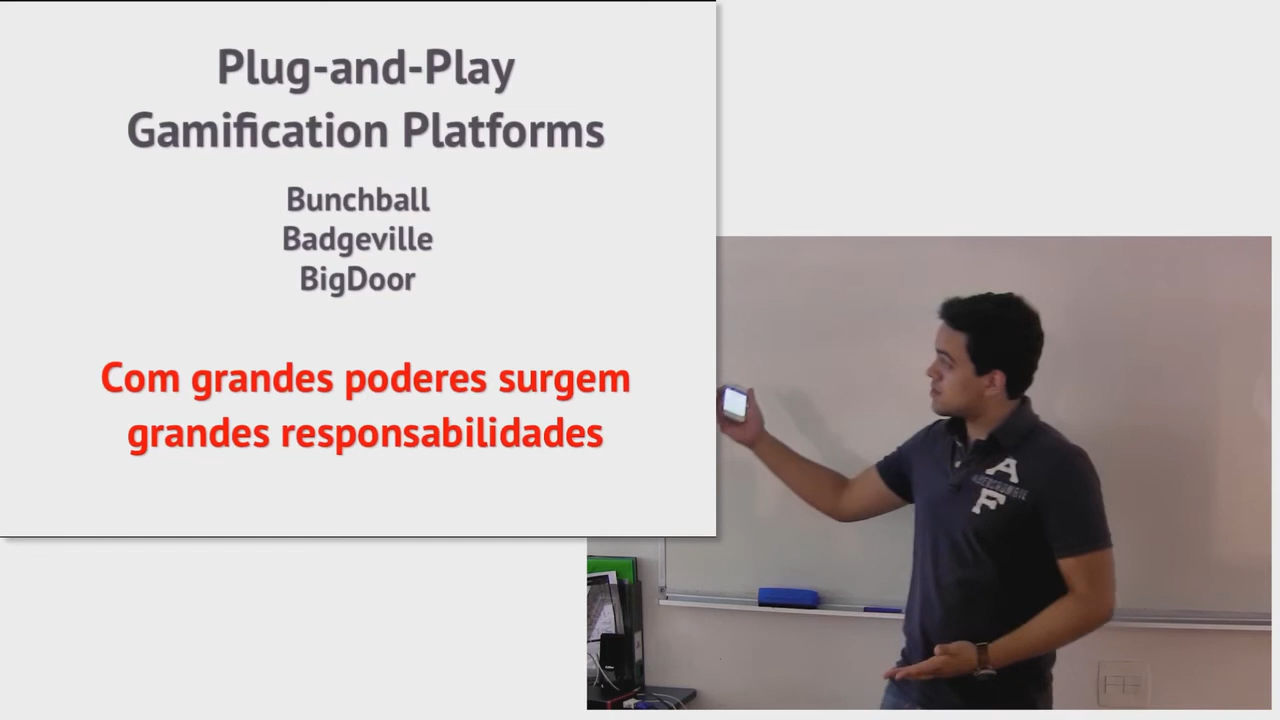 Plug-and-Play
Gamification Platforms
Bunchball
Badgeville
BigDoor
Com grandes poderes surgem
grandes responsabilidades
A
F